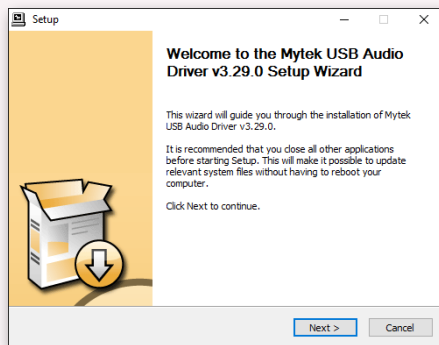 Setup
Welcome to the Mytek USB Audio
Driver v3.29.0 Setup Wizard
This wizard will guide you through the installation of Mytek
USB Audio Driver v3.29.0.
It is recommended that you close all other applications
before starting Setup. This will make it possible to update
relevant system files without having to reboot your
computer.
Click Next to continue.
Next >
Cancel